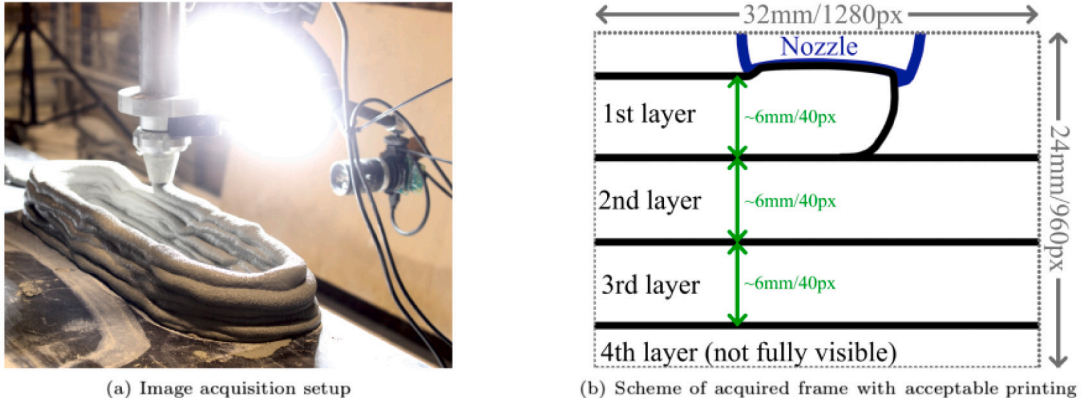 32mm/1280px
Nozzle
1st layer
~6mm/40px
2nd layer
~6mm/40px
3rd layer
~6mm/40px
4th layer (not fully visible)
24mm/960px
(a) Image acquisition setup
(b) Scheme of acquired frame with acceptable printing